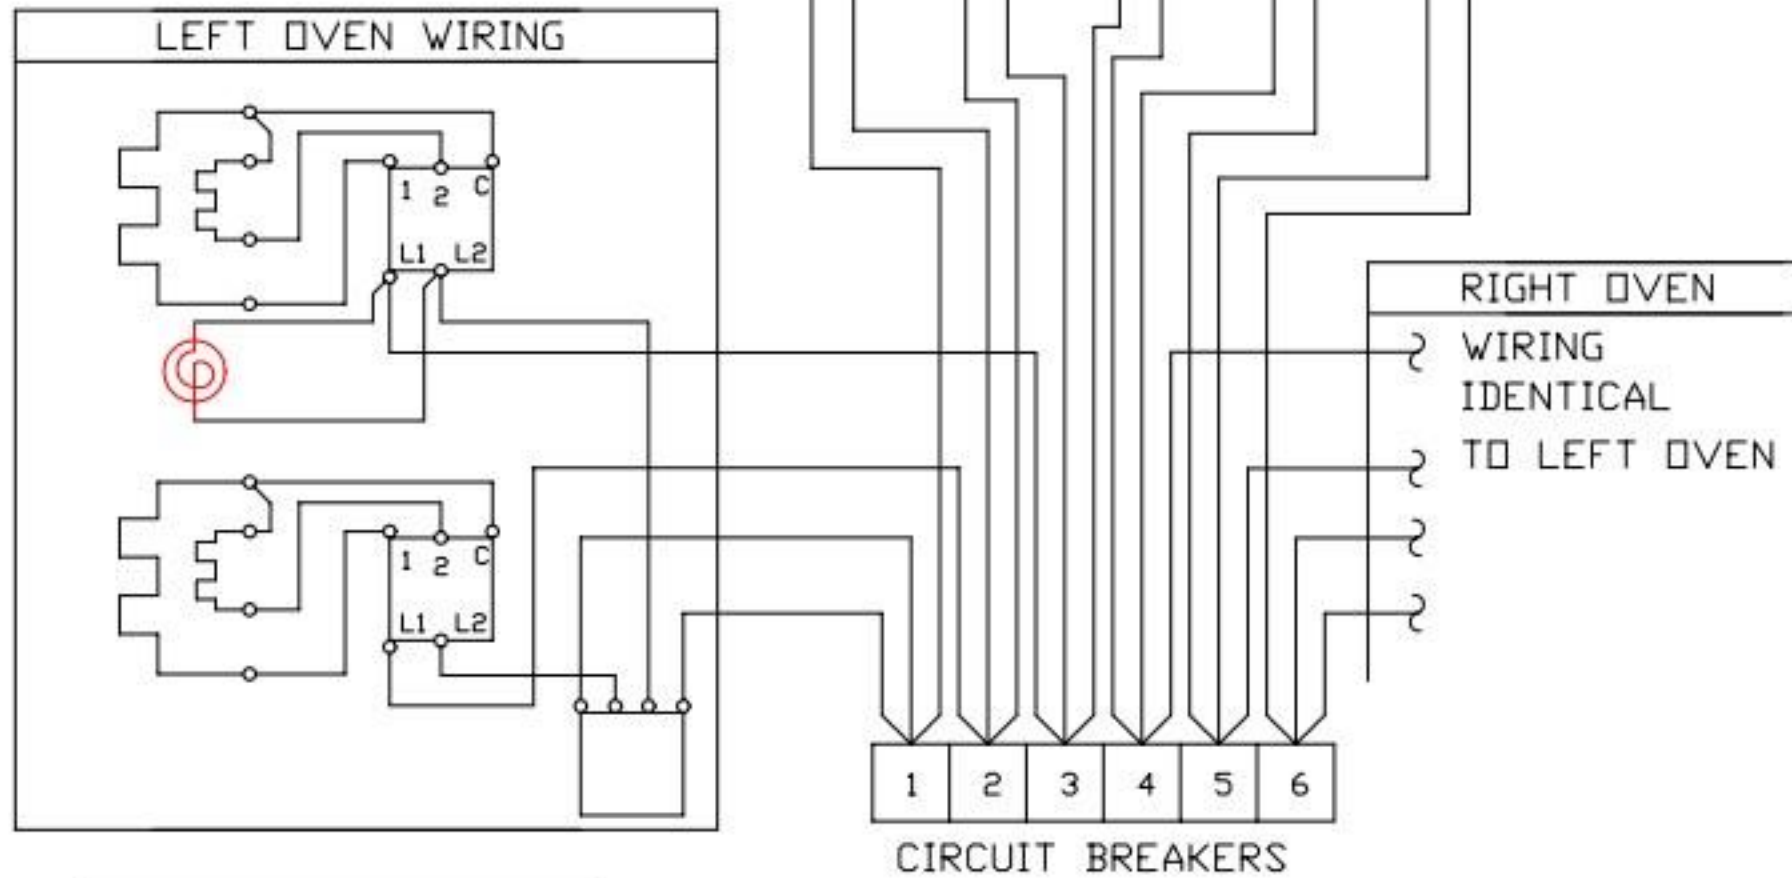 LEFT OVEN WIRING
1 2 C
L1 L2
RIGHT OVEN
WIRING
IDENTICAL
TO LEFT OVEN
1 2 C
L1 L2
1 2 3 4 5 6
CIRCUIT BREAKERS